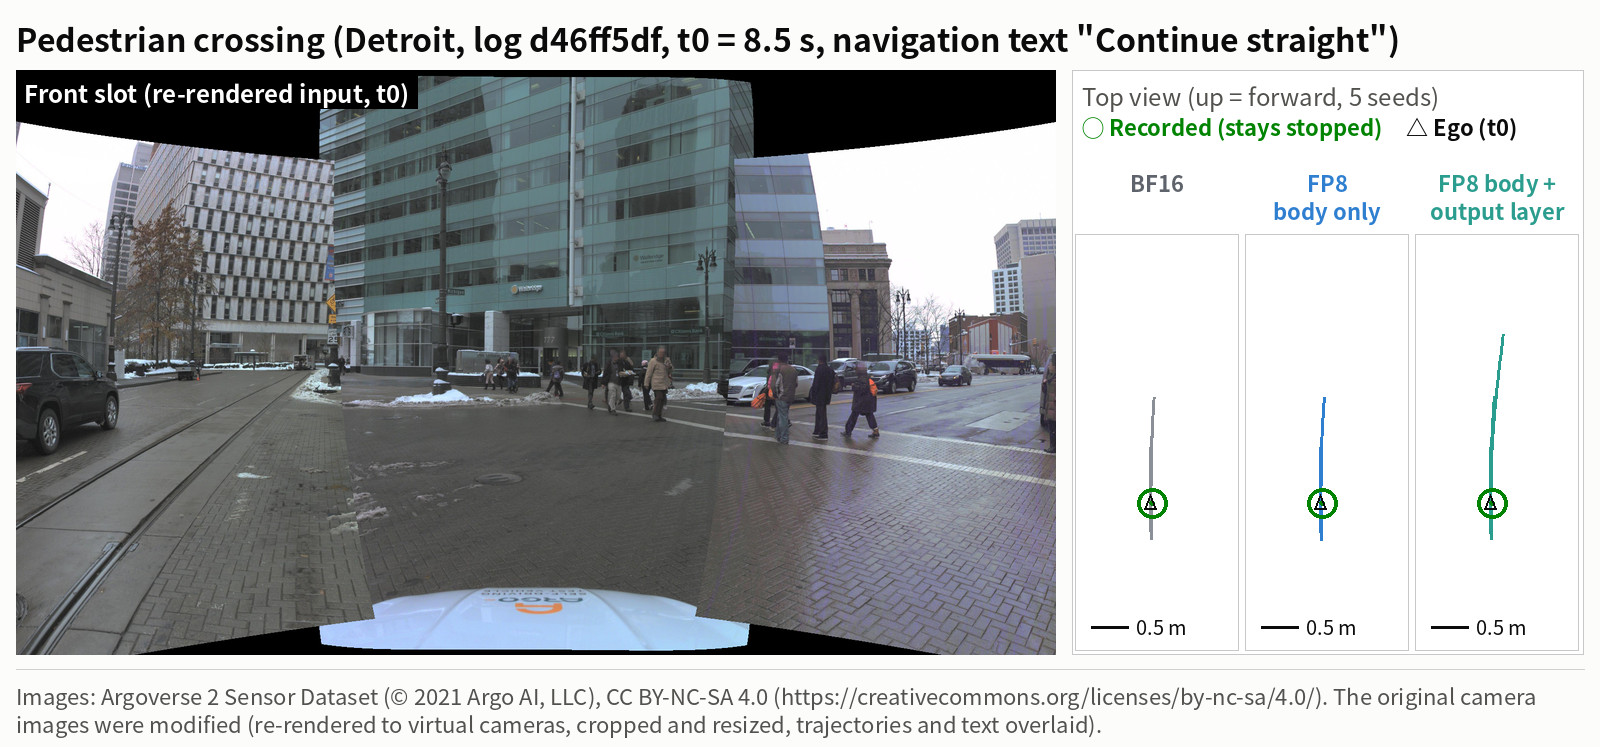 Pedestrian crossing (Detroit, log d46ff5df, t0 = 8.5 s, navigation text "Continue straight")
Front slot (re-rendered input, t0)
Top view (up = forward, 5 seeds)
Recorded (stays stopped) Ego (t0)
BF16
FP8
body only
FP8 body +
output layer
0.5 m
0.5 m
0.5 m
ARGO
Images: Argoverse 2 Sensor Dataset (© 2021 Argo AI, LLC), CC BY-NC-SA 4.0 (https://creativecommons.org/licenses/by-nc-sa/4.0/). The original camera
images were modified (re-rendered to virtual cameras, cropped and resized, trajectories and text overlaid).